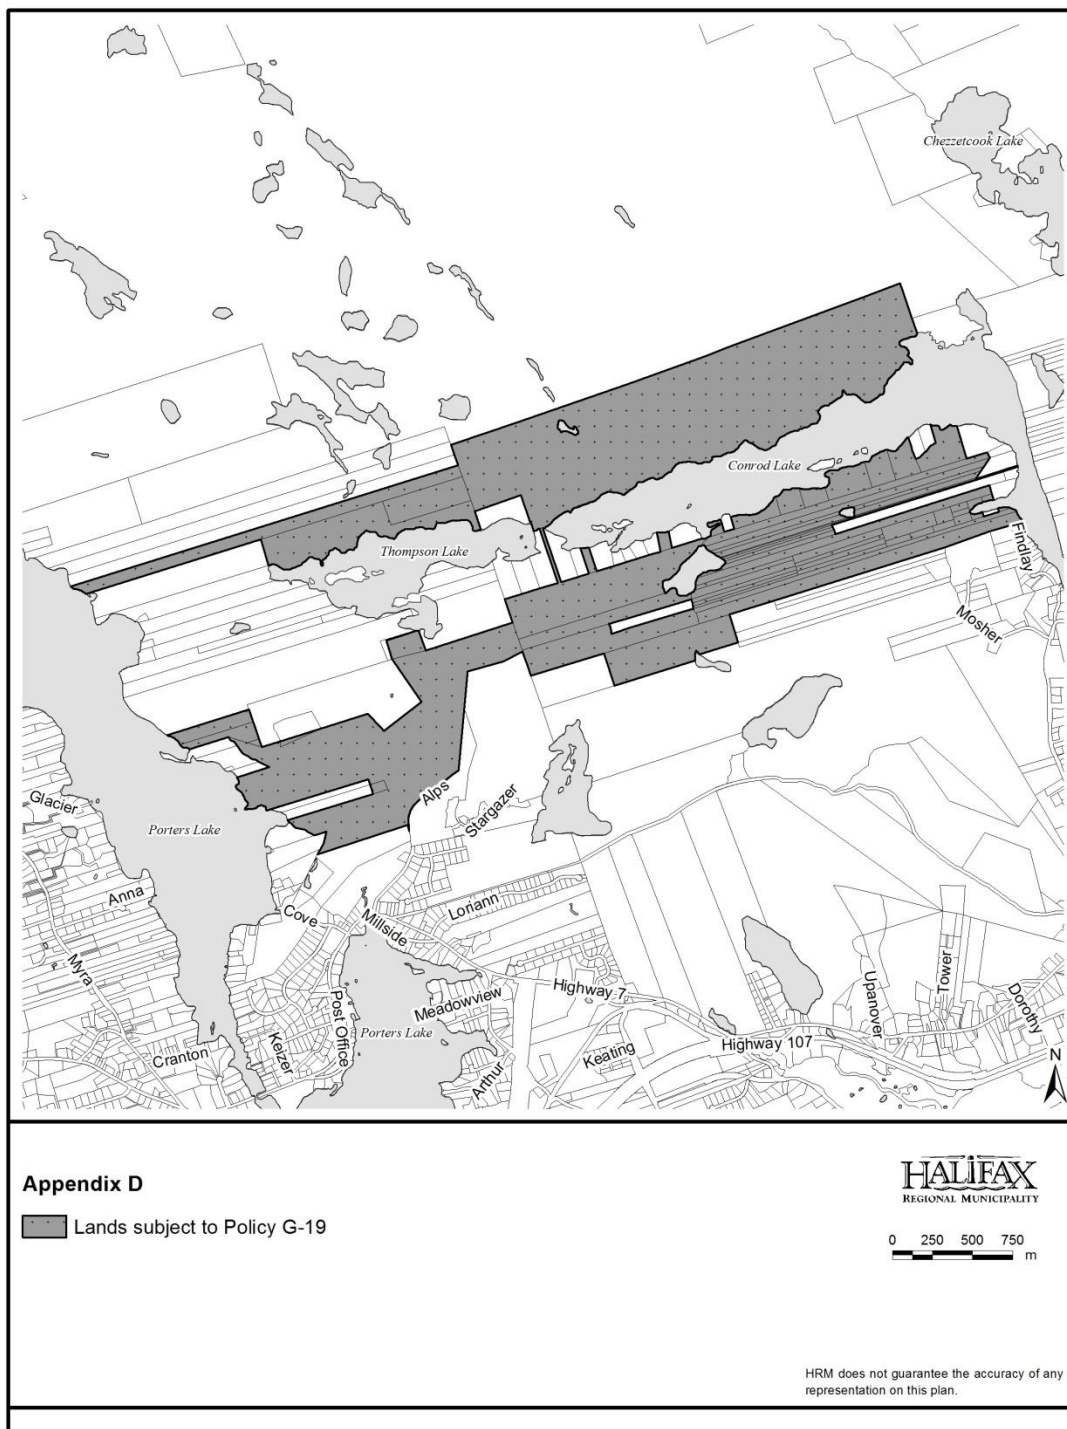 Chezzetcook Lake
Conrod Lake
Thompson Lake
Findlay
Mosher
Alps
Stargazer
Glacier
Porters Lake
Anna
Loriann
Cove
Millside
Myra
Highway 7
Meadowview
Post Office
Porters Lake
Upanover
Tower
Dorothy
Keizer
Cranton
Arthur
Keating
Highway 107
N
Appendix D
Lands subject to Policy G-19
HALIFAX
REGIONAL MUNICIPALITY
0 250 500 750
m
HRM does not guarantee the accuracy of any
representation on this plan.